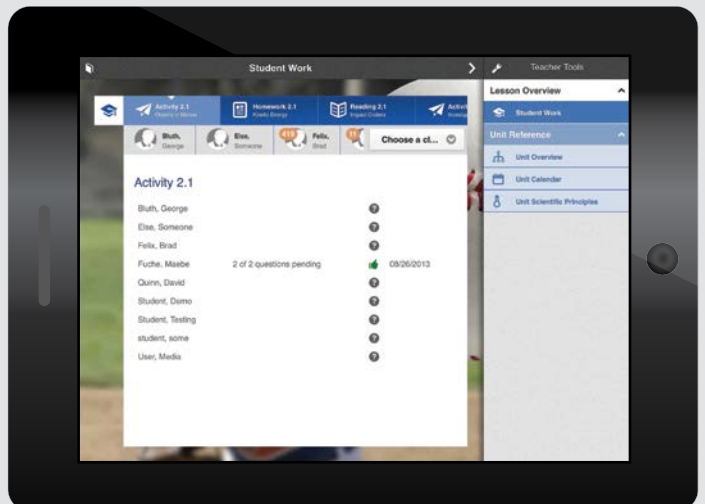 Student Work
Teacher Tools
Lesson Overview
Student Work
Unit Reference
Unit Overview
Unit Calendar
Unit Scientific Principles
Activity 2.1
Homework 2.1
Kinetic Energy
Reading 2.1
Impact Craters
Bluth,
George
Else,
Someone
419
Felix,
Brad
Choose a cl...
Activity 2.1
Bluth, George
Else, Someone
Felix, Brad
Fuche, Maebe 2 of 2 questions pending 08/26/2013
Quinn, David
Student, Domo
Student, Testing
student, some
User, Media